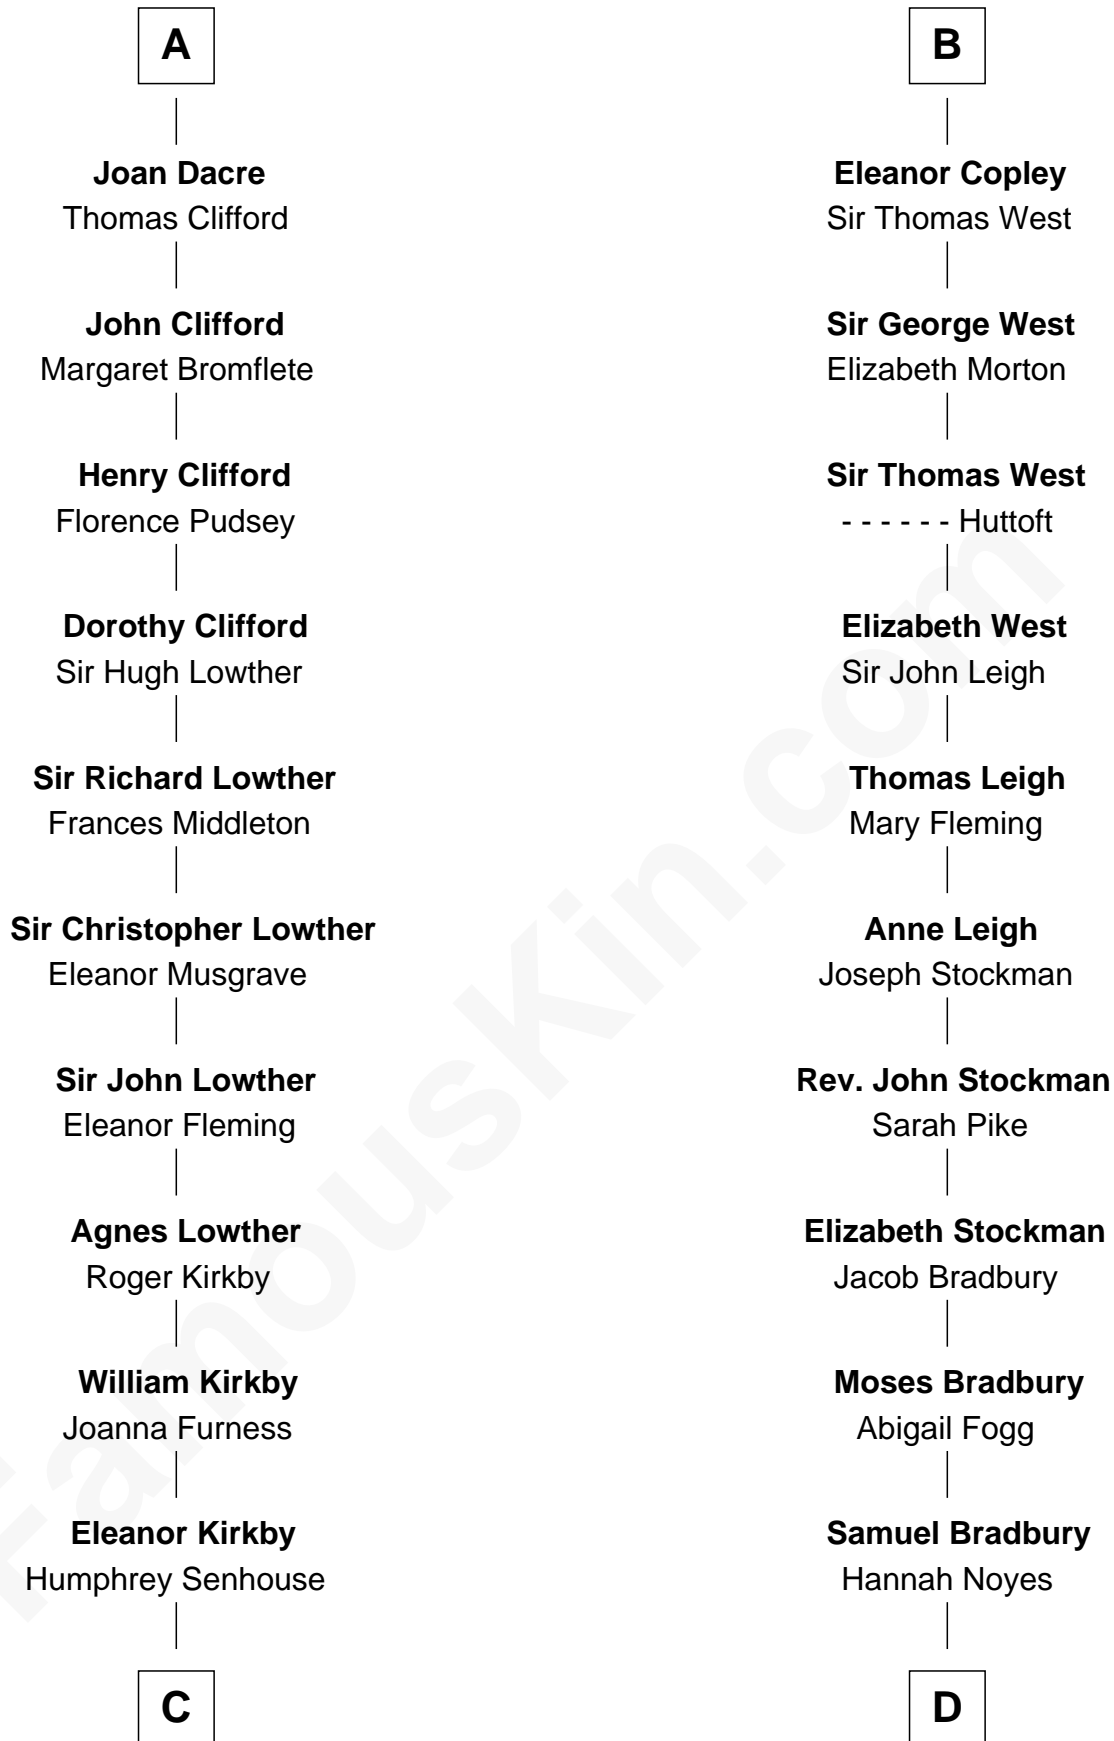 A
Joan Dacre
Thomas Clifford
John Clifford
Margaret Bromflete
Henry Clifford
Florence Pudsey
Dorothy Clifford
Sir Hugh Lowther
Sir Richard Lowther
Frances Middleton
Sir Christopher Lowther
Eleanor Musgrave
Sir John Lowther
Eleanor Fleming
Agnes Lowther
Roger Kirkby
William Kirkby
Joanna Furness
Eleanor Kirkby
Humphrey Senhouse
C
B
Eleanor Copley
Sir Thomas West
Sir George West
Elizabeth Morton
Sir Thomas West
- - - - - - Huttoft
Elizabeth West
Sir John Leigh
Thomas Leigh
Mary Fleming
Anne Leigh
Joseph Stockman
Rev. John Stockman
Sarah Pike
Elizabeth Stockman
Jacob Bradbury
Moses Bradbury
Abigail Fogg
Samuel Bradbury
Hannah Noyes
D
FamousKin.com